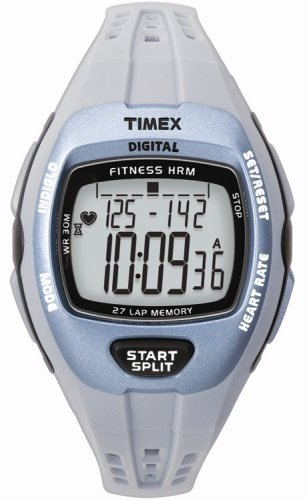 TIMEX
DIGITAL
INDIGLO
SET/RESET
FITNESS HRM
STOP
125 - 142
WR 30M
10:09 36
A
MODE
HEART RATE
27 LAP MEMORY
START
SPLIT